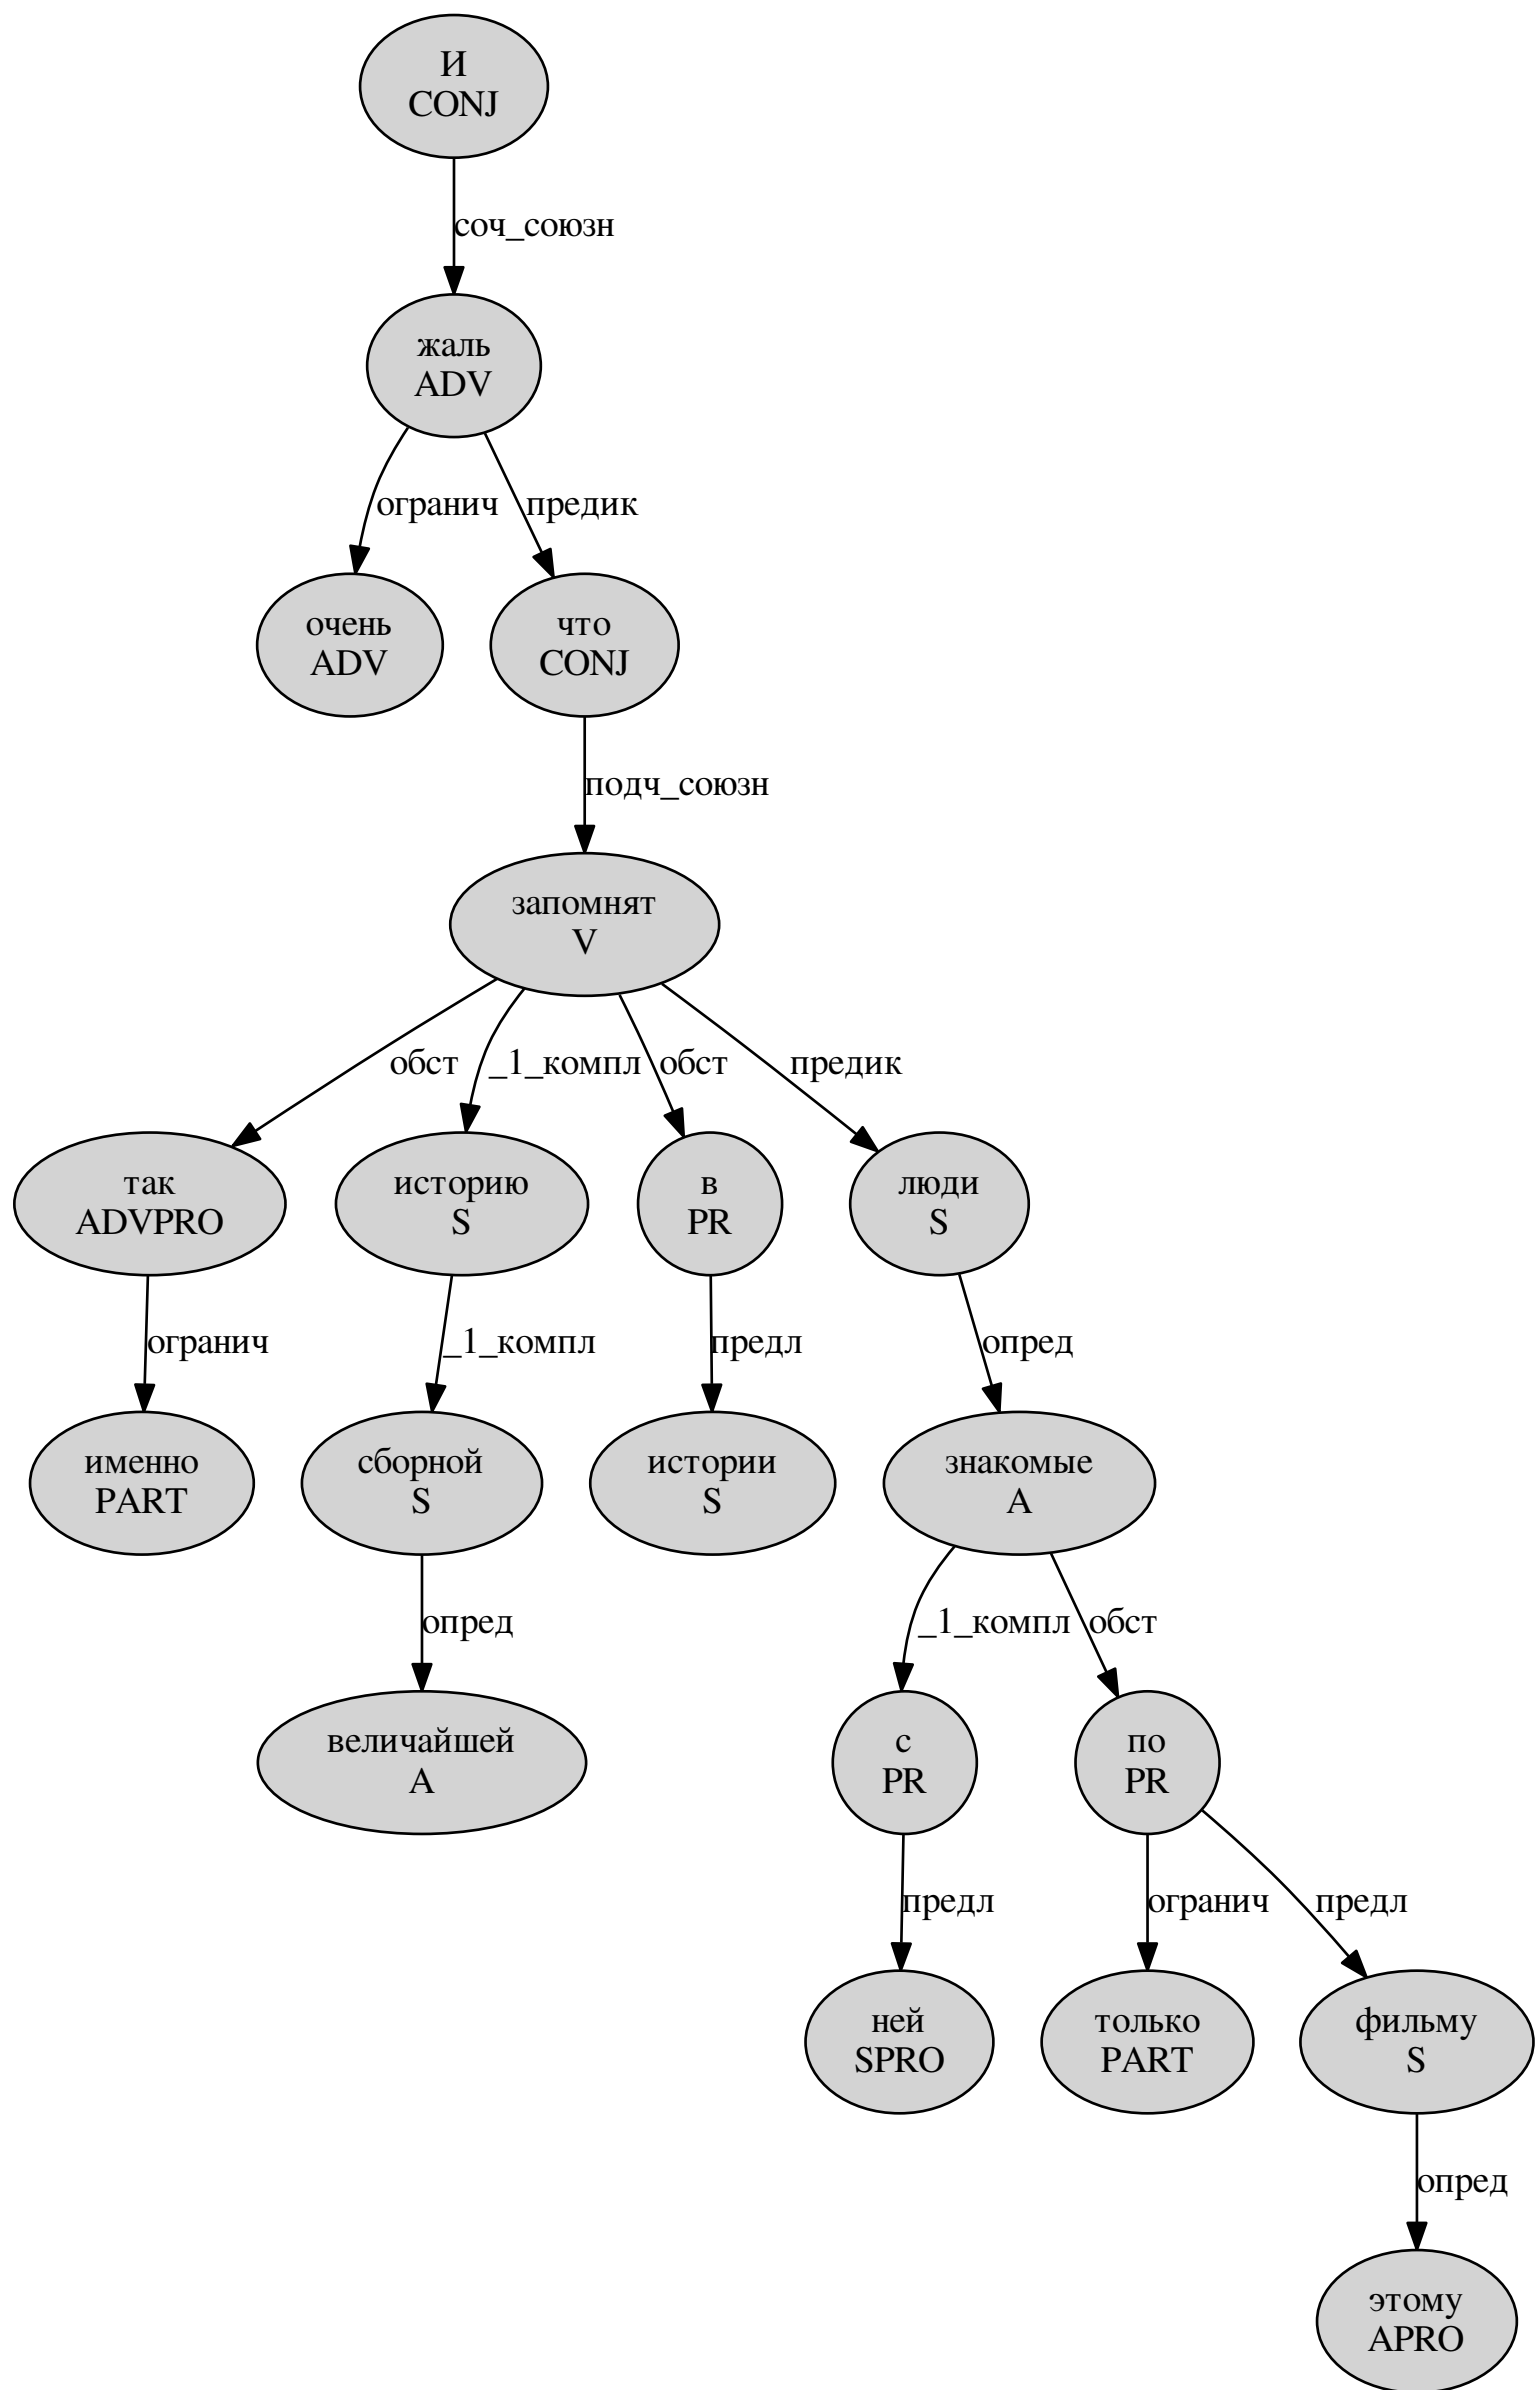 И
CONJ
соч_союзн
жаль
ADV
огранич
предик
очень
ADV
что
CONJ
подч_союзн
запомнят
V
обст
_1_компл
обст
предик
так
ADVPRO
историю
S
в
PR
люди
S
огранич
_1_компл
предл
опред
именно
PART
сборной
S
истории
S
знакомые
A
опред
_1_компл
обст
величайшей
A
с
PR
по
PR
предл
огранич
предл
ней
SPRO
только
PART
фильму
S
опред
этому
APRO